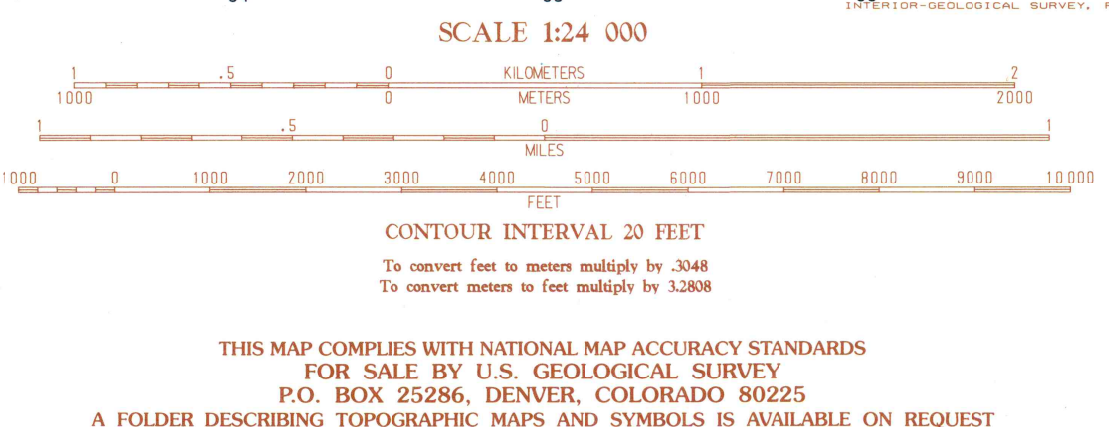 INTERIOR-GEOLOGICAL SURVEY,
SCALE 1:24 000
1 .5 0 KILOMETERS 1 2
1000 0 METERS 1000 2000
1 .5 0 1
MILES
1000 0 1000 2000 3000 4000 5000 6000 7000 8000 9000 10 000
FEET
CONTOUR INTERVAL 20 FEET
To convert feet to meters multiply by .3048
To convert meters to feet multiply by 3.2808
THIS MAP COMPLIES WITH NATIONAL MAP ACCURACY STANDARDS
FOR SALE BY U.S. GEOLOGICAL SURVEY
P.O. BOX 25286, DENVER, COLORADO 80225
A FOLDER DESCRIBING TOPOGRAPHIC MAPS AND SYMBOLS IS AVAILABLE ON REQUEST